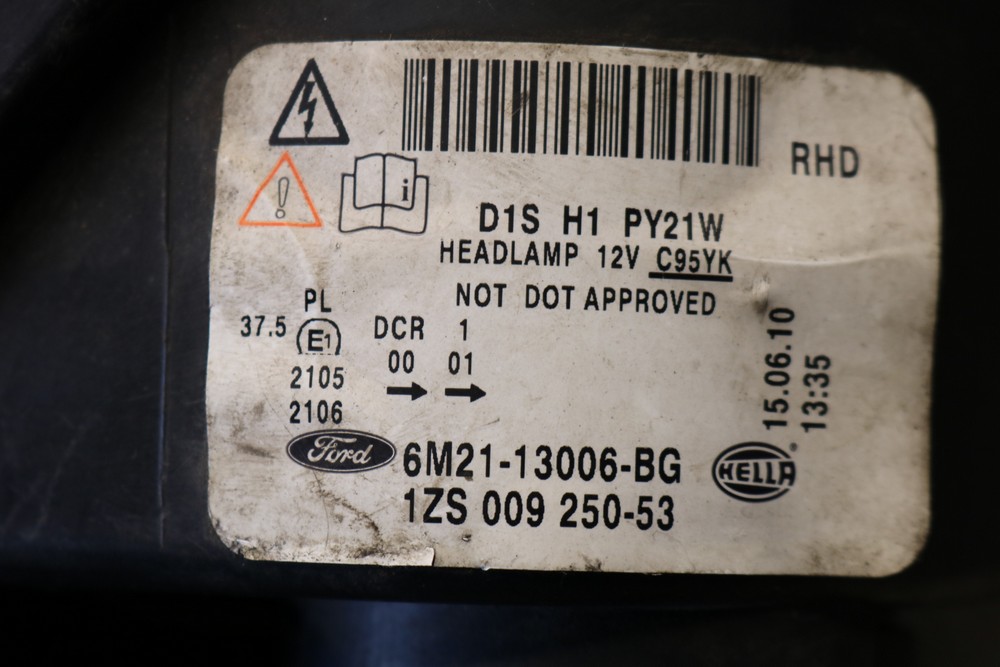 RHD
i
D1S H1 PY21W
HEADLAMP 12V C95YK
NOT DOT APPROVED
PL
37.5 E1 DCR 1
00 01
2105
2106
15.06.10
13:35
Ford 6M21-13006-BG HELLA
1ZS 009 250-53